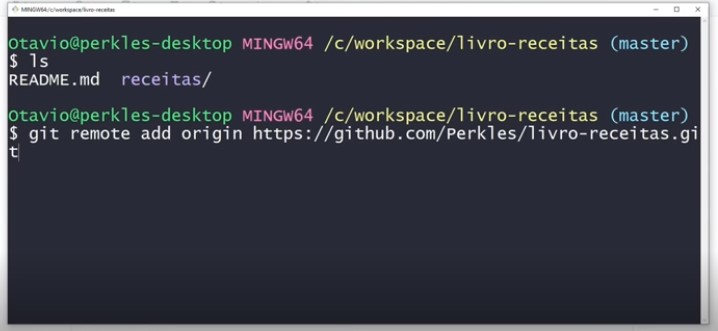 MINGW64:/c/workspace/livro-receitas
Otavio@perkles-desktop MINGW64 /c/workspace/livro-receitas (master)
$ ls
README.md  receitas/
Otavio@perkles-desktop MINGW64 /c/workspace/livro-receitas (master)
$ git remote add origin https://github.com/Perkles/livro-receitas.gi
t